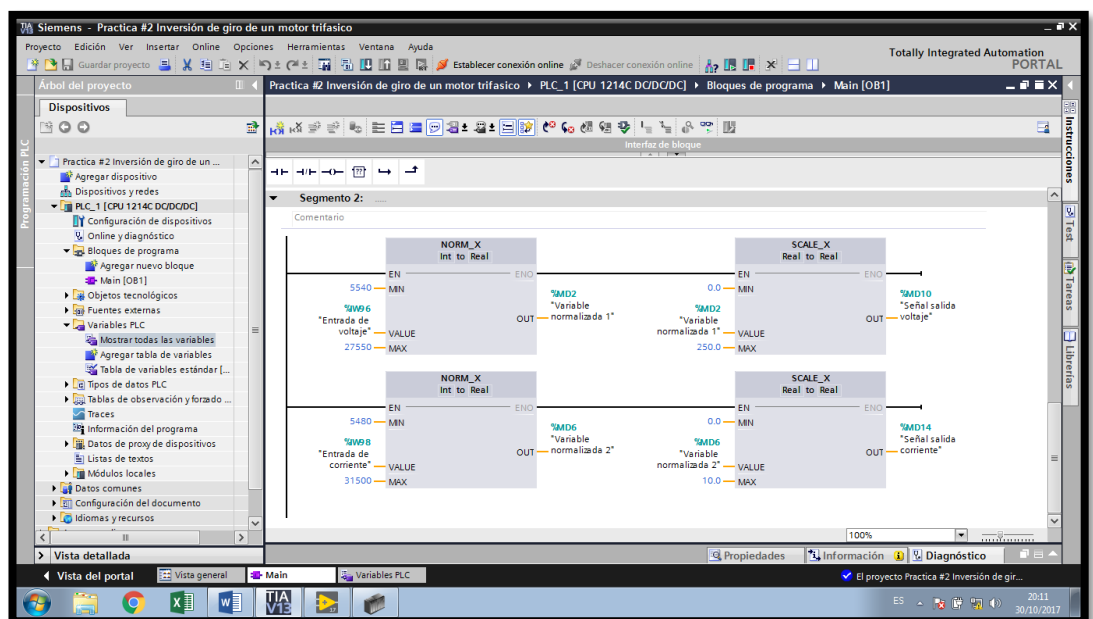 Siemens - Practica #2 Inversión de giro de un motor trifasico
Proyecto Edición Ver Insertar Online Opciones Herramientas Ventana Ayuda
Totally Integrated Automation
PORTAL
Guardar proyecto Establecer conexión online Deshacer conexión online
Árbol del proyecto
Practica #2 Inversión de giro de un motor trifasico PLC_1 [CPU 1214C DC/DC/DC] Bloques de programa Main [OB1]
Dispositivos
Interfaz de bloque
Programación PLC
Practica #2 Inversión de giro de un ...
Agregar dispositivo
Dispositivos y redes
PLC_1 [CPU 1214C DC/DC/DC]
Configuración de dispositivos
Online y diagnóstico
Bloques de programa
Agregar nuevo bloque
Main [OB1]
Objetos tecnológicos
Fuentes externas
Variables PLC
Mostrar todas las variables
Agregar tabla de variables
Tabla de variables estándar [...
Tipos de datos PLC
Tablas de observación y forzado ...
Traces
Información del programa
Datos de proxy de dispositivos
Listas de textos
Módulos locales
Datos comunes
Configuración del documento
Idiomas y recursos
Vista detallada
??
Segmento 2: .....
Comentario
NORM_X
Int to Real
EN ENO
5540 MIN
%IW96
"Entrada de
voltaje" VALUE
27550 MAX
OUT
%MD2
"Variable
normalizada 1"
SCALE_X
Real to Real
EN ENO
0.0 MIN
%MD2
"Variable
normalizada 1" VALUE
250.0 MAX
OUT
%MD10
"Señal salida
voltaje"
NORM_X
Int to Real
EN ENO
5480 MIN
%IW98
"Entrada de
corriente" VALUE
31500 MAX
OUT
%MD6
"Variable
normalizada 2"
SCALE_X
Real to Real
EN ENO
0.0 MIN
%MD6
"Variable
normalizada 2" VALUE
10.0 MAX
OUT
%MD14
"Señal salida
corriente"
100%
Instrucciones
Test
Tareas
Librerías
Propiedades Información Diagnóstico
Vista del portal Vista general Main Variables PLC El proyecto Practica #2 Inversión de gir...
TIA
V13
ES
20:11
30/10/2017